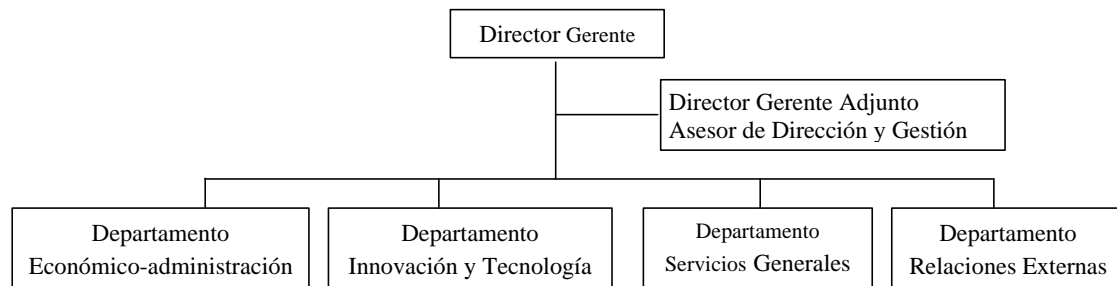 Director Gerente
Director Gerente Adjunto
Asesor de Dirección y Gestión
Departamento
Económico-administración
Departamento
Innovación y Tecnología
Departamento
Servicios Generales
Departamento
Relaciones Externas